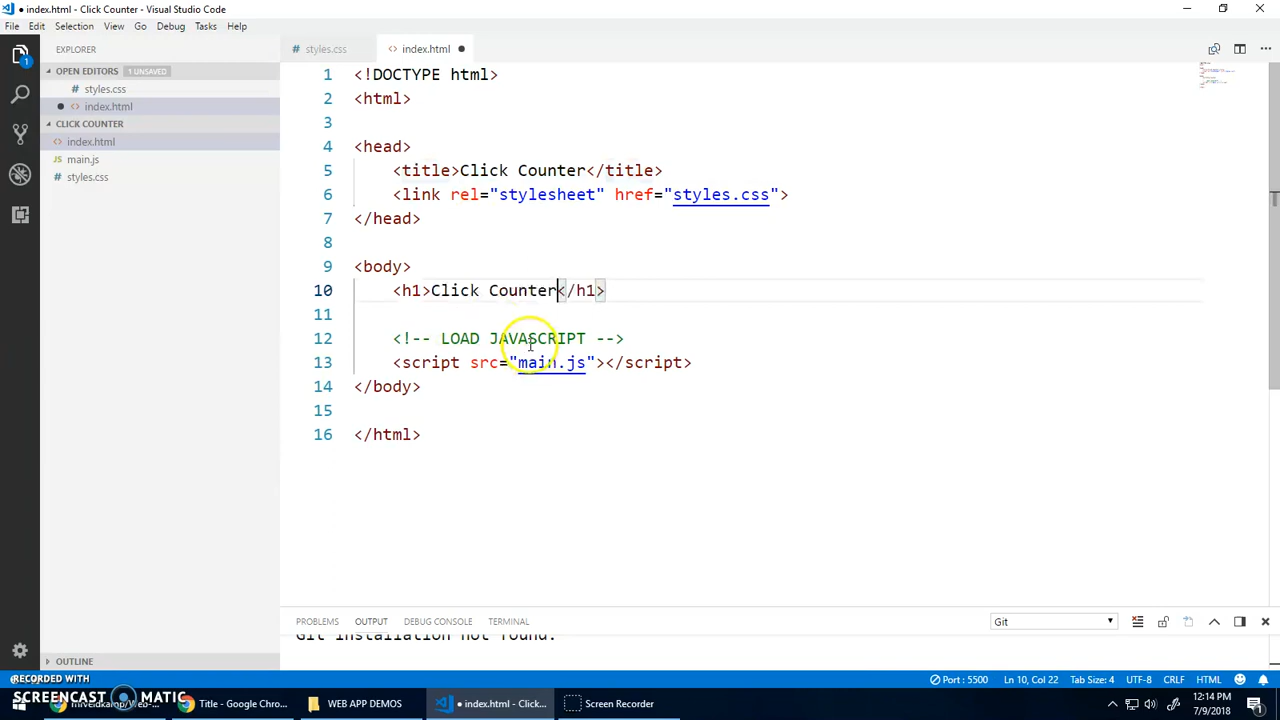 ● index.html - Click Counter - Visual Studio Code
File Edit Selection View Go Debug Tasks Help
EXPLORER
styles.css index.html
OPEN EDITORS 1 UNSAVED
styles.css
index.html
CLICK COUNTER
index.html
main.js
styles.css
1 <!DOCTYPE html>
2 <html>
3
4 <head>
5 <title>Click Counter</title>
6 <link rel="stylesheet" href="styles.css">
7 </head>
8
9 <body>
10 <h1>Click Counter</h1>
11
12 <!-- LOAD JAVASCRIPT -->
13 <script src="main.js"></script>
14 </body>
15
16 </html>
PROBLEMS OUTPUT DEBUG CONSOLE TERMINAL Git
Git installation not found.
OUTLINE
RECORDED WITH
SCREENCAST MATIC
Port : 5500 Ln 10, Col 22 Tab Size: 4 UTF-8 CRLF HTML
Title - Google Chro... WEB APP DEMOS ● index.html - Click... Screen Recorder
12:14 PM
7/9/2018